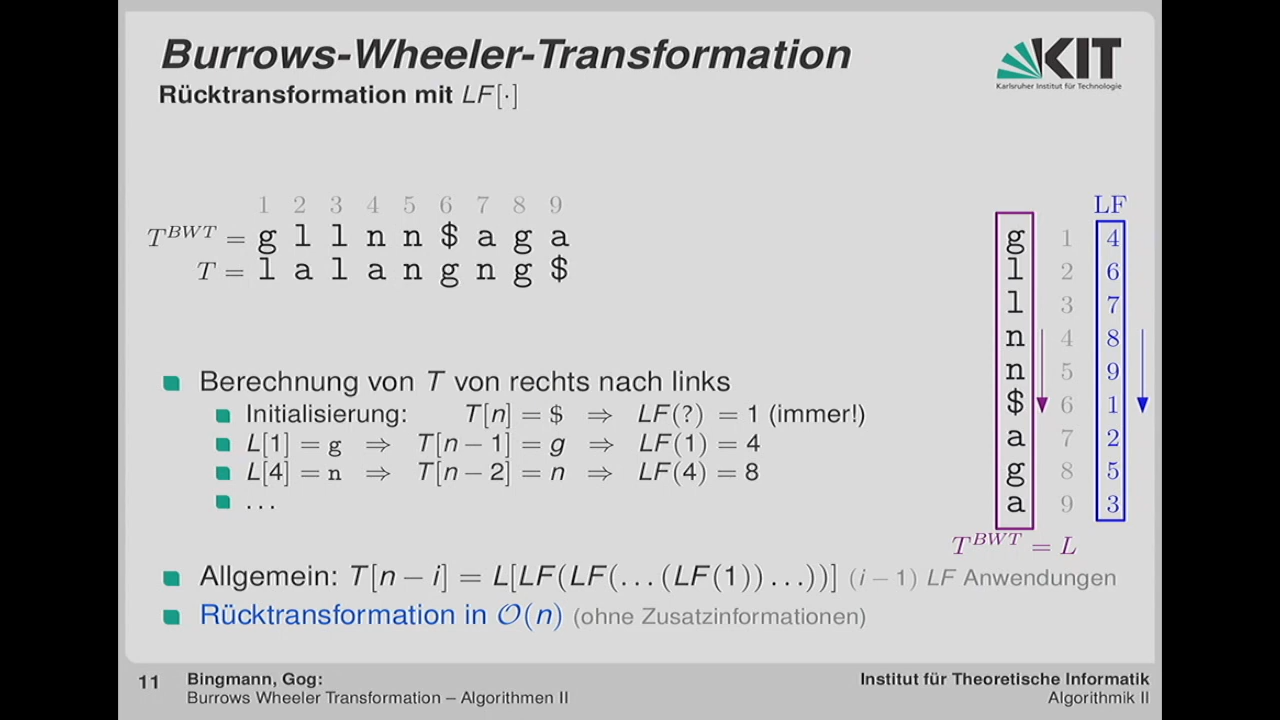 Burrows-Wheeler-Transformation
Rücktransformation mit LF[·]
KIT
Karlsruher Institut für Technologie
1 2 3 4 5 6 7 8 9
T^BWT = g l l n n $ a g a
T = l a l a n g n g $
LF
g 1 4
l 2 6
l 3 7
n 4 8
n 5 9
$ 6 1
a 7 2
g 8 5
a 9 3
T^BWT = L
Berechnung von T von rechts nach links
Initialisierung: T[n] = $ ⇒ LF(?) = 1 (immer!)
L[1] = g ⇒ T[n − 1] = g ⇒ LF(1) = 4
L[4] = n ⇒ T[n − 2] = n ⇒ LF(4) = 8
...
Allgemein: T[n − i] = L[LF(LF(...(LF(1))...))] (i − 1) LF Anwendungen
Rücktransformation in O(n) (ohne Zusatzinformationen)
11 Bingmann, Gog:
Burrows Wheeler Transformation – Algorithmen II
Institut für Theoretische Informatik
Algorithmik II